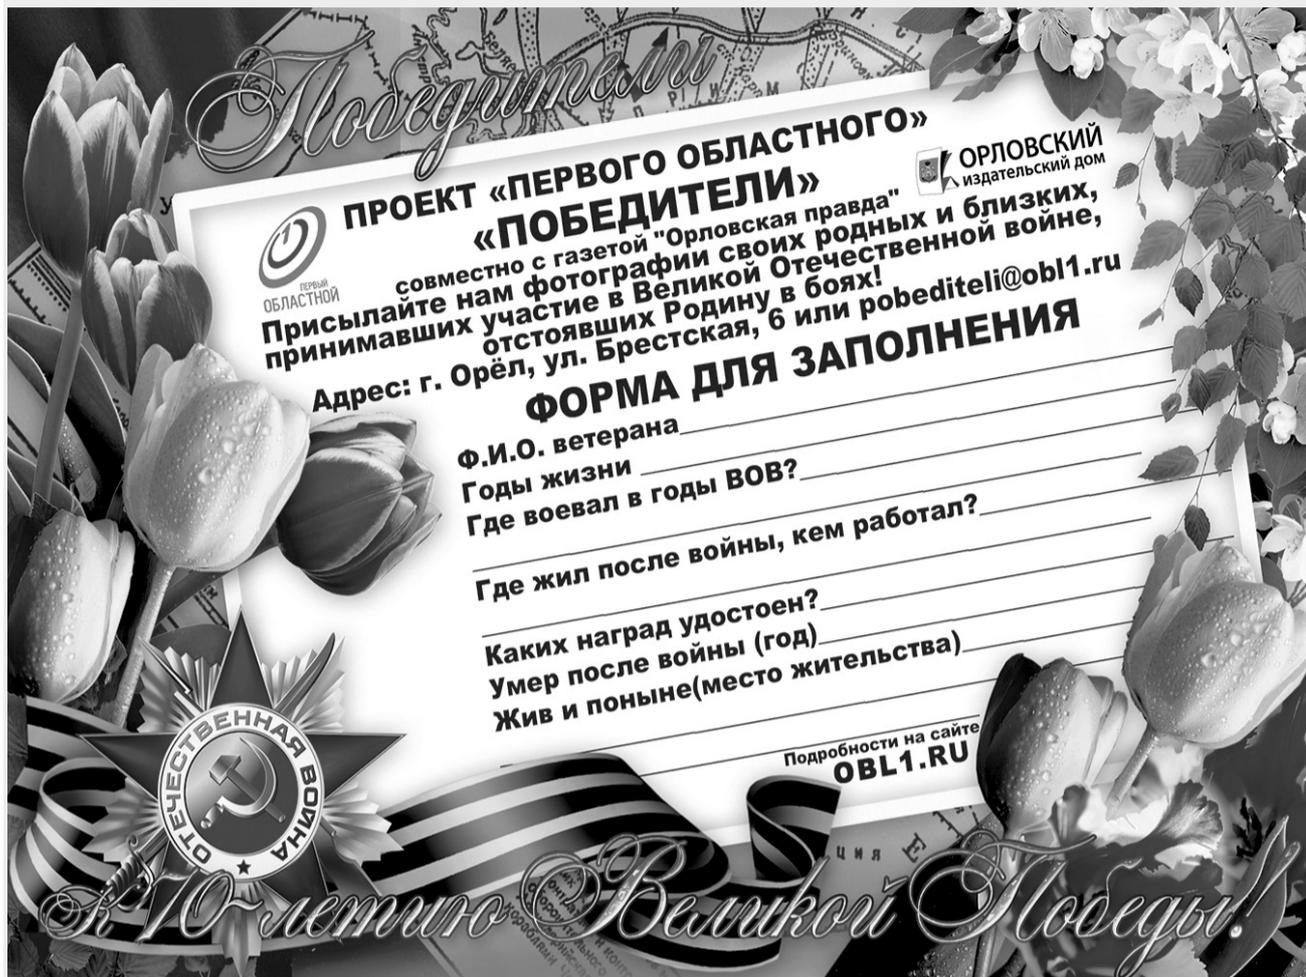 Победители
ПРОЕКТ «ПЕРВОГО ОБЛАСТНОГО»
«ПОБЕДИТЕЛИ»
ПЕРВЫЙ
ОБЛАСТНОЙ
ОРЛОВСКИЙ
ИЗДАТЕЛЬСКИЙ ДОМ
совместно с газетой "Орловская правда"
Присылайте нам фотографии своих родных и близких,
принимавших участие в Великой Отечественной войне,
отстоявших Родину в боях!
Адрес: г. Орёл, ул. Брестская, 6 или pobediteli@obl1.ru
ФОРМА ДЛЯ ЗАПОЛНЕНИЯ
Ф.И.О. ветерана
Годы жизни
Где воевал в годы ВОВ?
Где жил после войны, кем работал?
Каких наград удостоен?
Умер после войны (год)
Жив и поныне(место жительства)
Подробности на сайте
OBL1.RU
ОТЕЧЕСТВЕННАЯ ВОЙНА
К 70-летию Великой Победы!